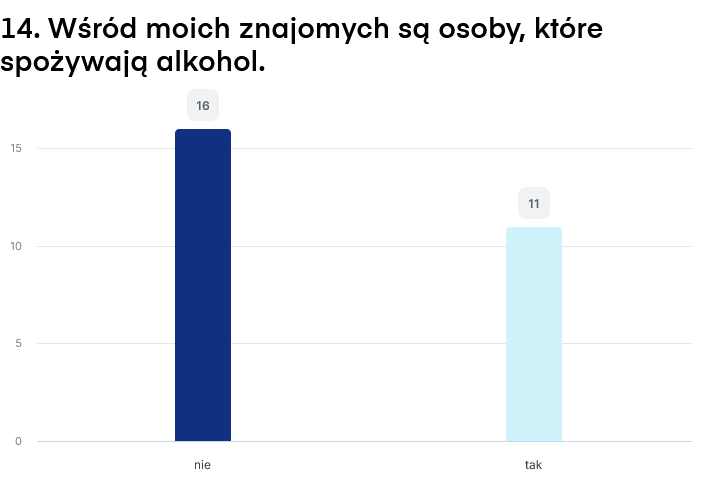 14. Wśród moich znajomych są osoby, które
spożywają alkohol.
16
15
11
10
5
0
nie
tak